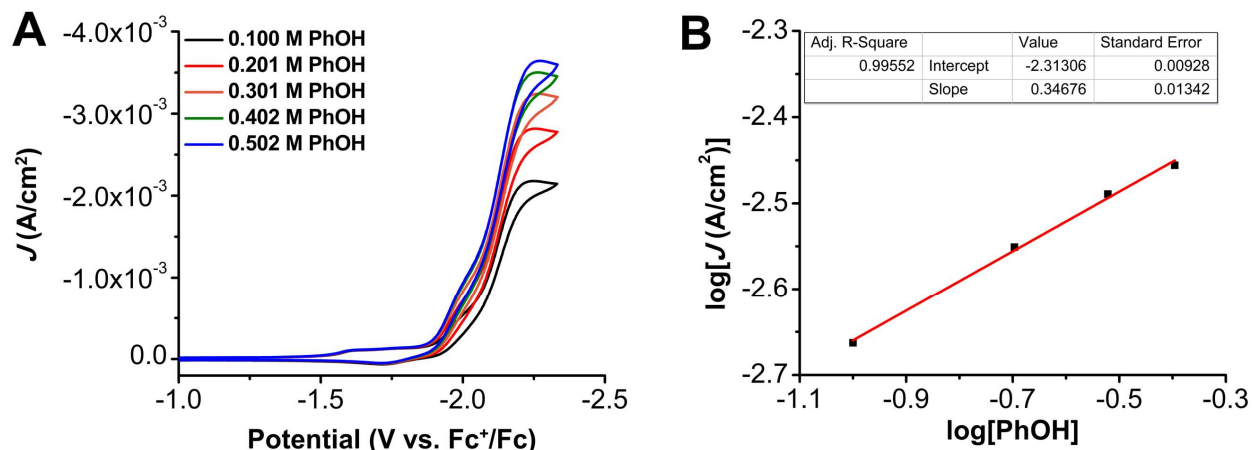 A
-4.0x10⁻³
-3.0x10⁻³
-2.0x10⁻³
-1.0x10⁻³
0.0
J (A/cm²)
0.100 M PhOH
0.201 M PhOH
0.301 M PhOH
0.402 M PhOH
0.502 M PhOH
-1.0 -1.5 -2.0 -2.5
Potential (V vs. Fc⁺/Fc)
B
-2.3
-2.4
-2.5
-2.6
-2.7
log[J (A/cm²)]
Adj. R-Square Value Standard Error
0.99552 Intercept -2.31306 0.00928
Slope 0.34676 0.01342
-1.1 -0.9 -0.7 -0.5 -0.3
log[PhOH]